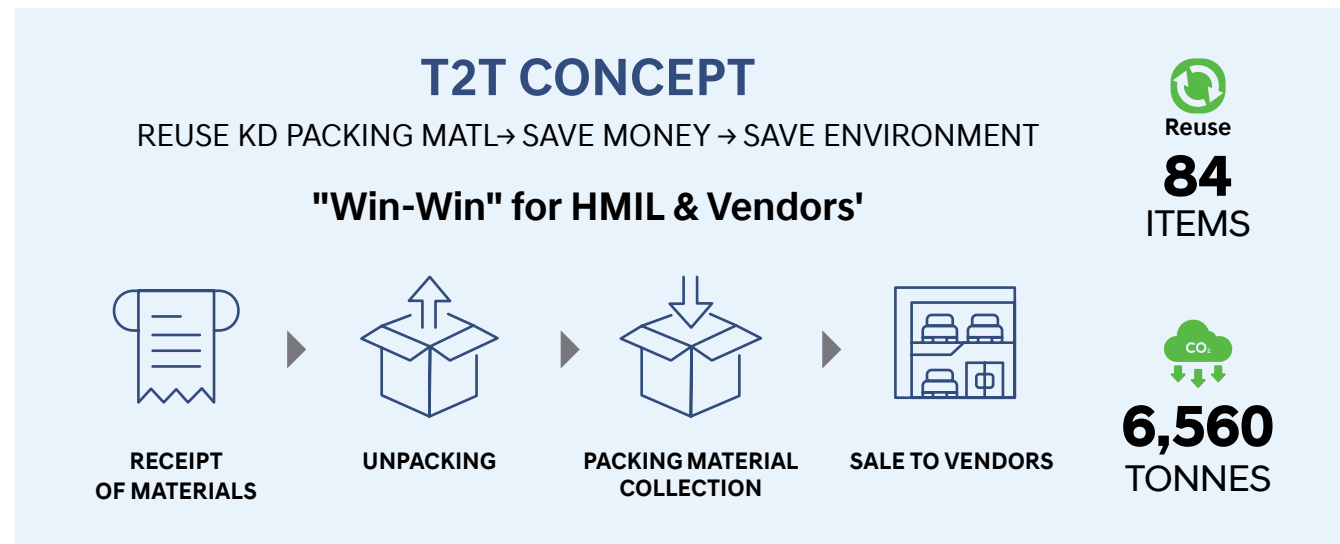 T2T CONCEPT
REUSE KD PACKING MATL→ SAVE MONEY → SAVE ENVIRONMENT
"Win-Win" for HMIL & Vendors'
RECEIPT
OF MATERIALS
UNPACKING
PACKING MATERIAL
COLLECTION
SALE TO VENDORS
Reuse
84
ITEMS
CO₂
6,560
TONNES